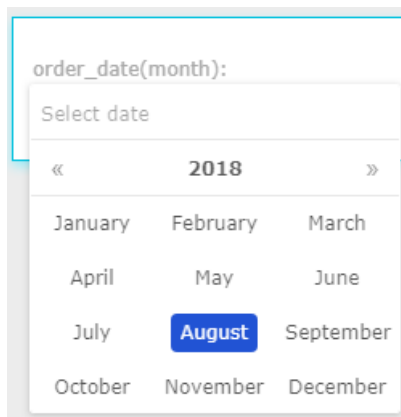 order_date(month):
Select date
« 2018 »
January February March
April May June
July August September
October November December